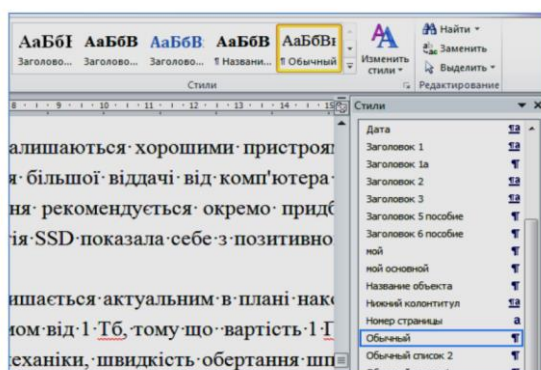 АаБбІ АаБбВ АаБбВ: АаБбВ АаБбВı
Заголово... Заголово... Заголово... ¶ Названи... ¶ Обычный
Изменить стили
Стили
Найти
Заменить
Выделить
Редактирование
8 · 9 · 10 · 11 · 12 · 13 · 14 · 15
алишаються·хорошими·пристроя
я·більшої·віддачі·від·комп'ютера·
ня·рекомендується·окремо·придб
ія·SSD·показала·себе·з·позитивно
ишається·актуальним·в·плані·нако
мом·від·1·Тб,·тому·що··вартість·1·Г
еханіки,·швидкість·обертання·шп
Стили
Дата ¶a
Заголовок 1 ¶a
Заголовок 1а ¶
Заголовок 2 ¶a
Заголовок 3 ¶a
Заголовок 5 пособие ¶
Заголовок 6 пособие ¶
мой ¶
мой основной ¶
Название объекта ¶
Нижний колонтитул ¶a
Номер страницы a
Обычный ¶
Обычный список 2 ¶